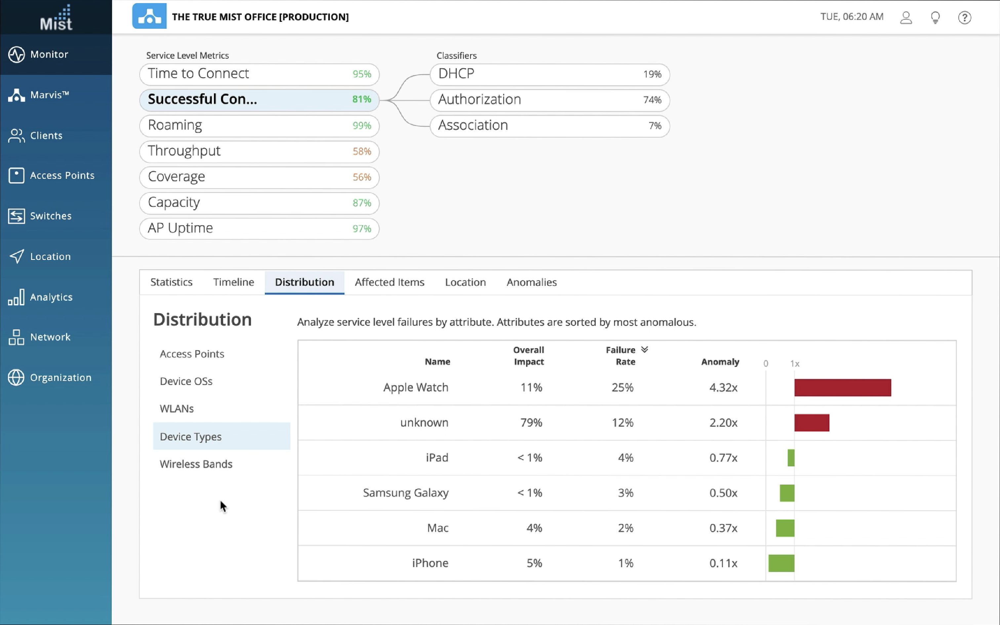 Mist
THE TRUE MIST OFFICE [PRODUCTION]
TUE, 06:20 AM
?
Monitor
Marvis™
Clients
Access Points
Switches
Location
Analytics
Network
Organization
Service Level Metrics
Time to Connect 95%
Successful Con... 81%
Roaming 99%
Throughput 58%
Coverage 56%
Capacity 87%
AP Uptime 97%
Classifiers
DHCP 19%
Authorization 74%
Association 7%
Statistics Timeline Distribution Affected Items Location Anomalies
Distribution
Access Points
Device OSs
WLANs
Device Types
Wireless Bands
Analyze service level failures by attribute. Attributes are sorted by most anomalous.
Name Overall Impact Failure Rate Anomaly 0 1x
Apple Watch 11% 25% 4.32x
unknown 79% 12% 2.20x
iPad < 1% 4% 0.77x
Samsung Galaxy < 1% 3% 0.50x
Mac 4% 2% 0.37x
iPhone 5% 1% 0.11x